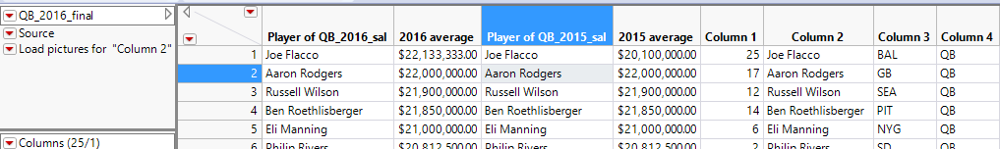 QB_2016_final
Source
Load pictures for "Column 2"
Columns (25/1)
Player of QB_2016_sal 2016 average Player of QB_2015_sal 2015 average Column 1 Column 2 Column 3 Column 4
1 Joe Flacco $22,133,333.00 Joe Flacco $20,100,000.00 25 Joe Flacco BAL QB
2 Aaron Rodgers $22,000,000.00 Aaron Rodgers $22,000,000.00 17 Aaron Rodgers GB QB
3 Russell Wilson $21,900,000.00 Russell Wilson $21,900,000.00 12 Russell Wilson SEA QB
4 Ben Roethlisberger $21,850,000.00 Ben Roethlisberger $21,850,000.00 14 Ben Roethlisberger PIT QB
5 Eli Manning $21,000,000.00 Eli Manning $21,000,000.00 6 Eli Manning NYG QB
6 Philip Rivers $20,812,500.00 Philip Rivers $20,812,500.00 2 Philip Rivers SD QB